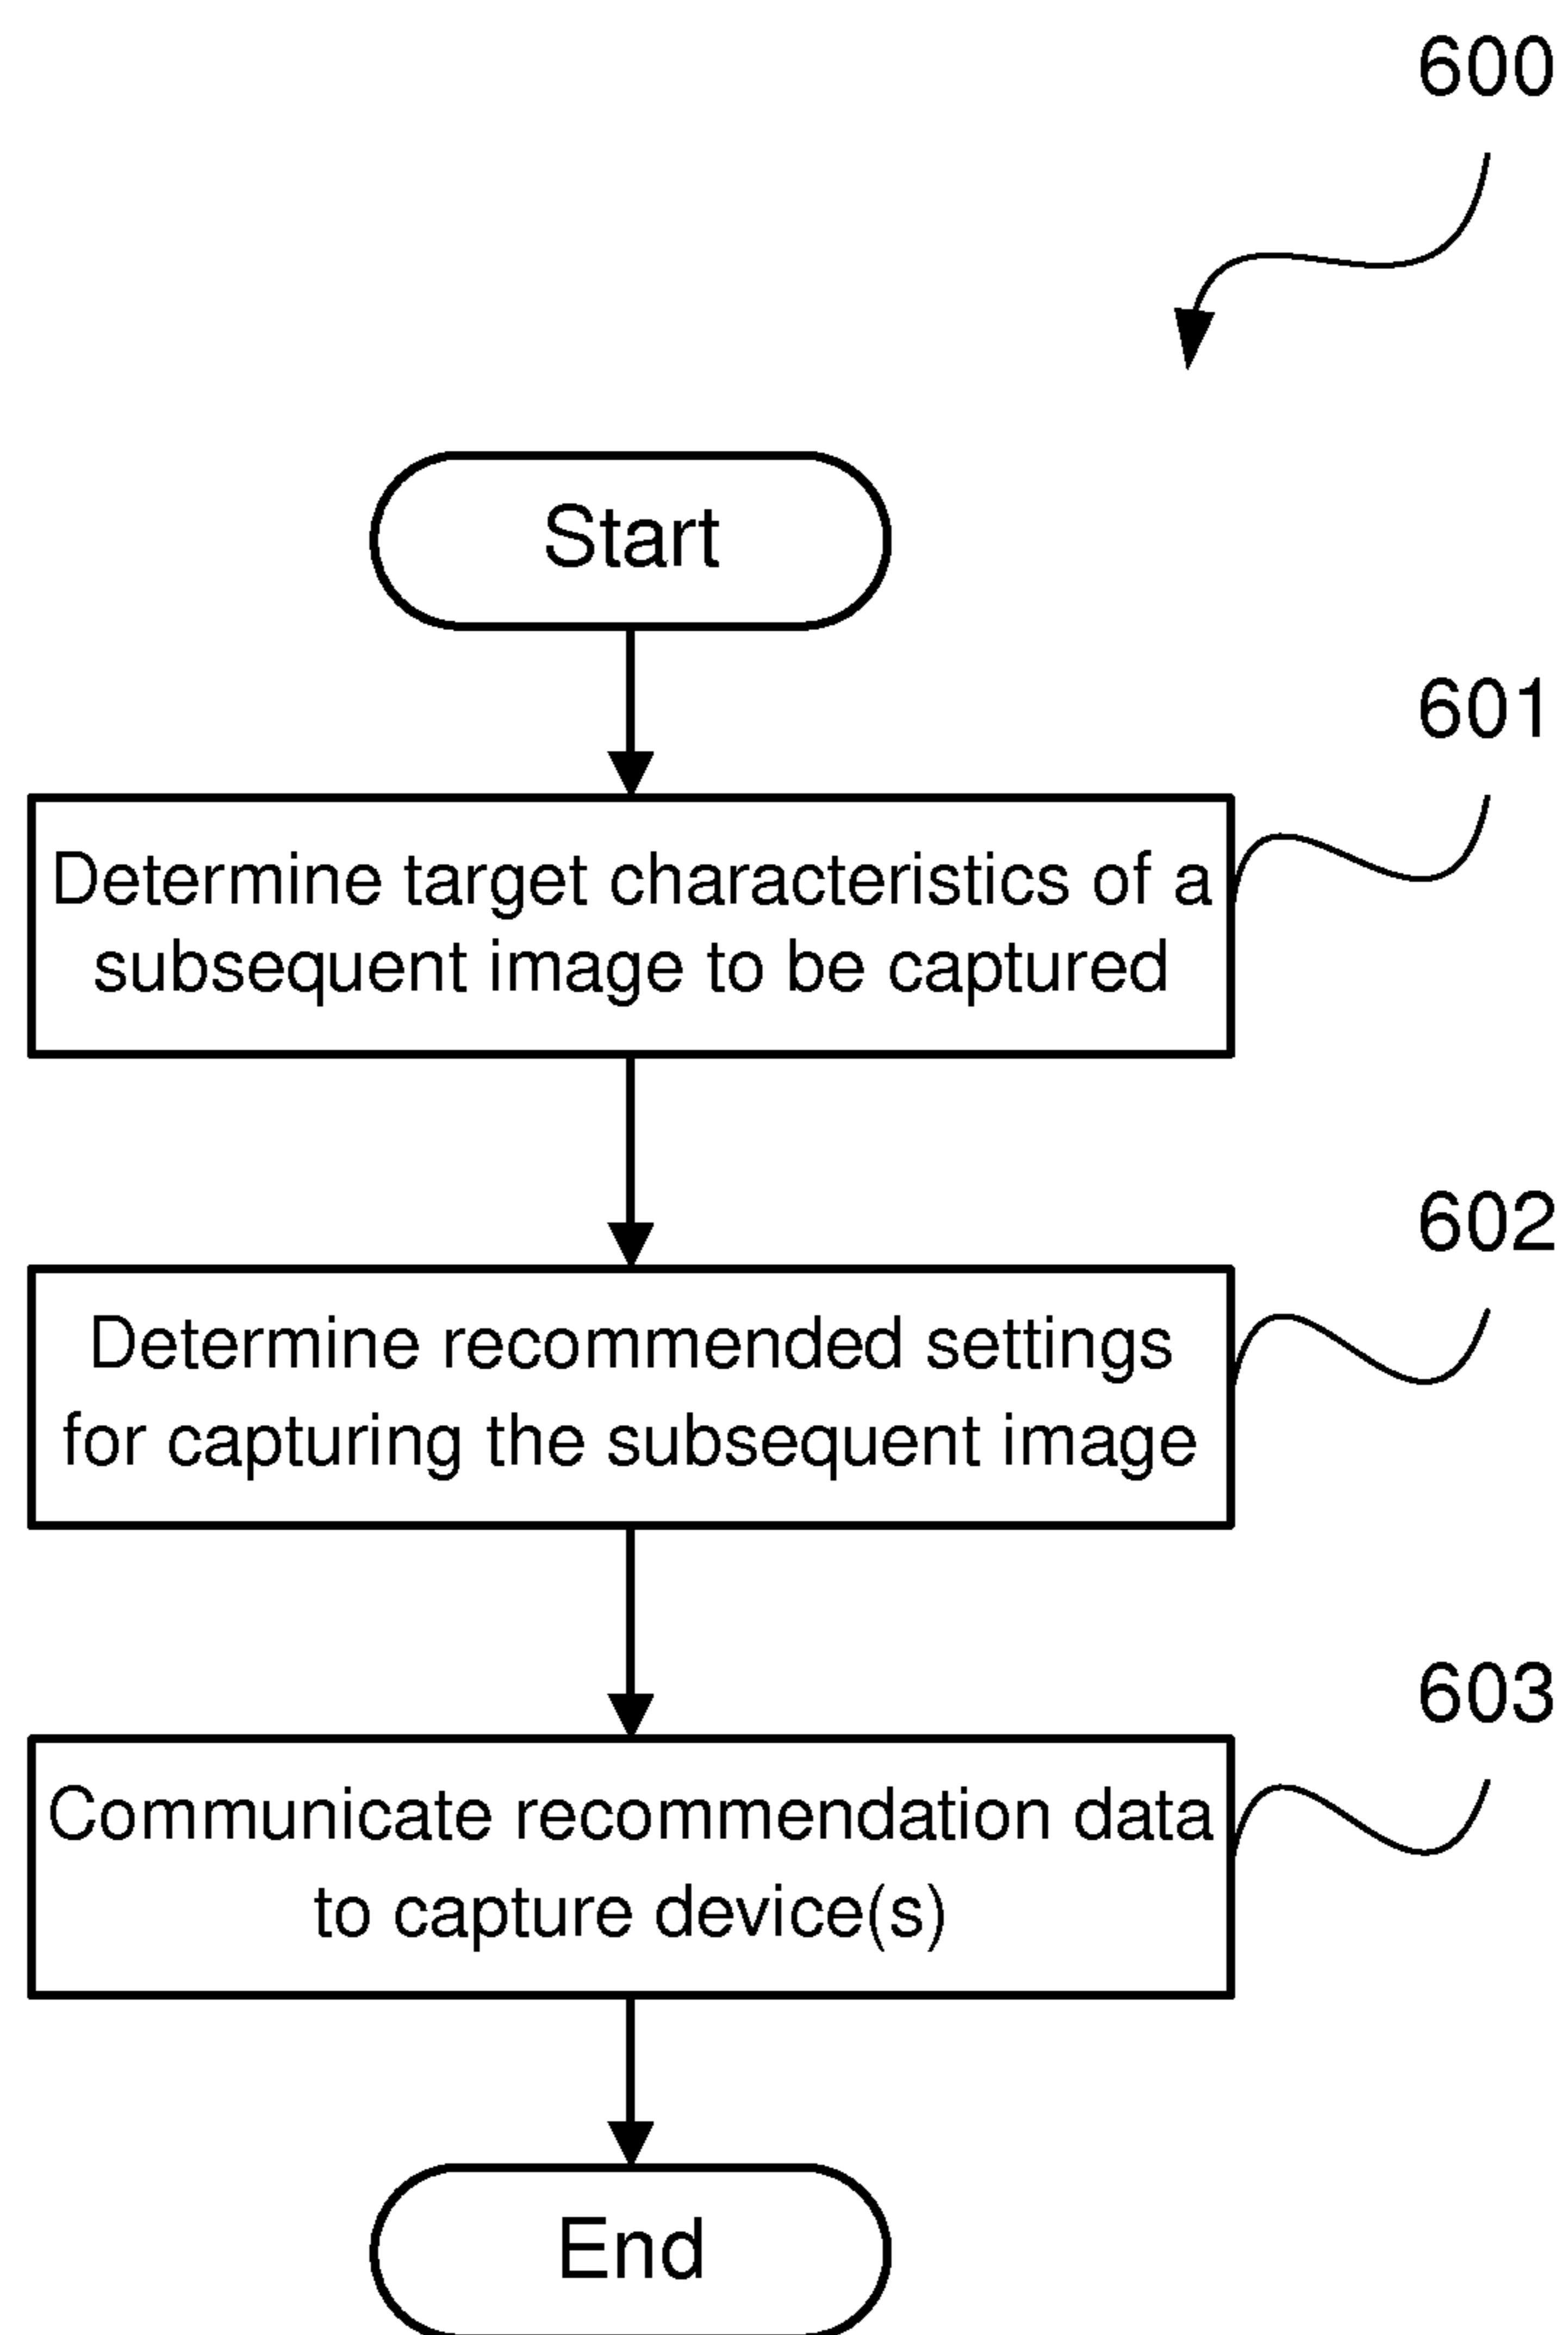 600
Start
601
Determine target characteristics of a
subsequent image to be captured
602
Determine recommended settings
for capturing the subsequent image
603
Communicate recommendation data
to capture device(s)
End